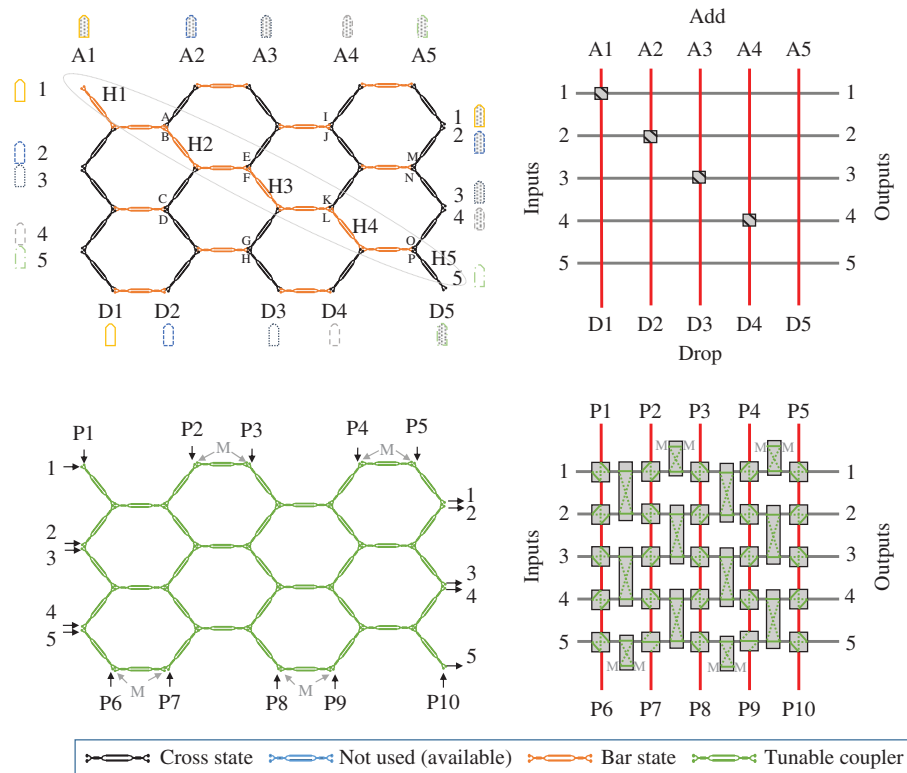 A1 A2 A3 A4 A5
1
2
3
4
5
H1
H2
H3
H4
H5
A
B
C
D
E
F
G
H
I
J
K
L
M
N
O
P
1
2
3
4
5
D1 D2 D3 D4 D5
Add
A1 A2 A3 A4 A5
Inputs
1 1
2 2
3 3
4 4
5 5
Outputs
D1 D2 D3 D4 D5
Drop
P1 P2 P3 P4 P5
M M
1
2
3
4
5
1
2
3
4
5
M M
P6 P7 P8 P9 P10
P1 P2 P3 P4 P5
M M M M
Inputs
1 1
2 2
3 3
4 4
5 5
Outputs
M M M M
P6 P7 P8 P9 P10
Cross state Not used (available) Bar state Tunable coupler